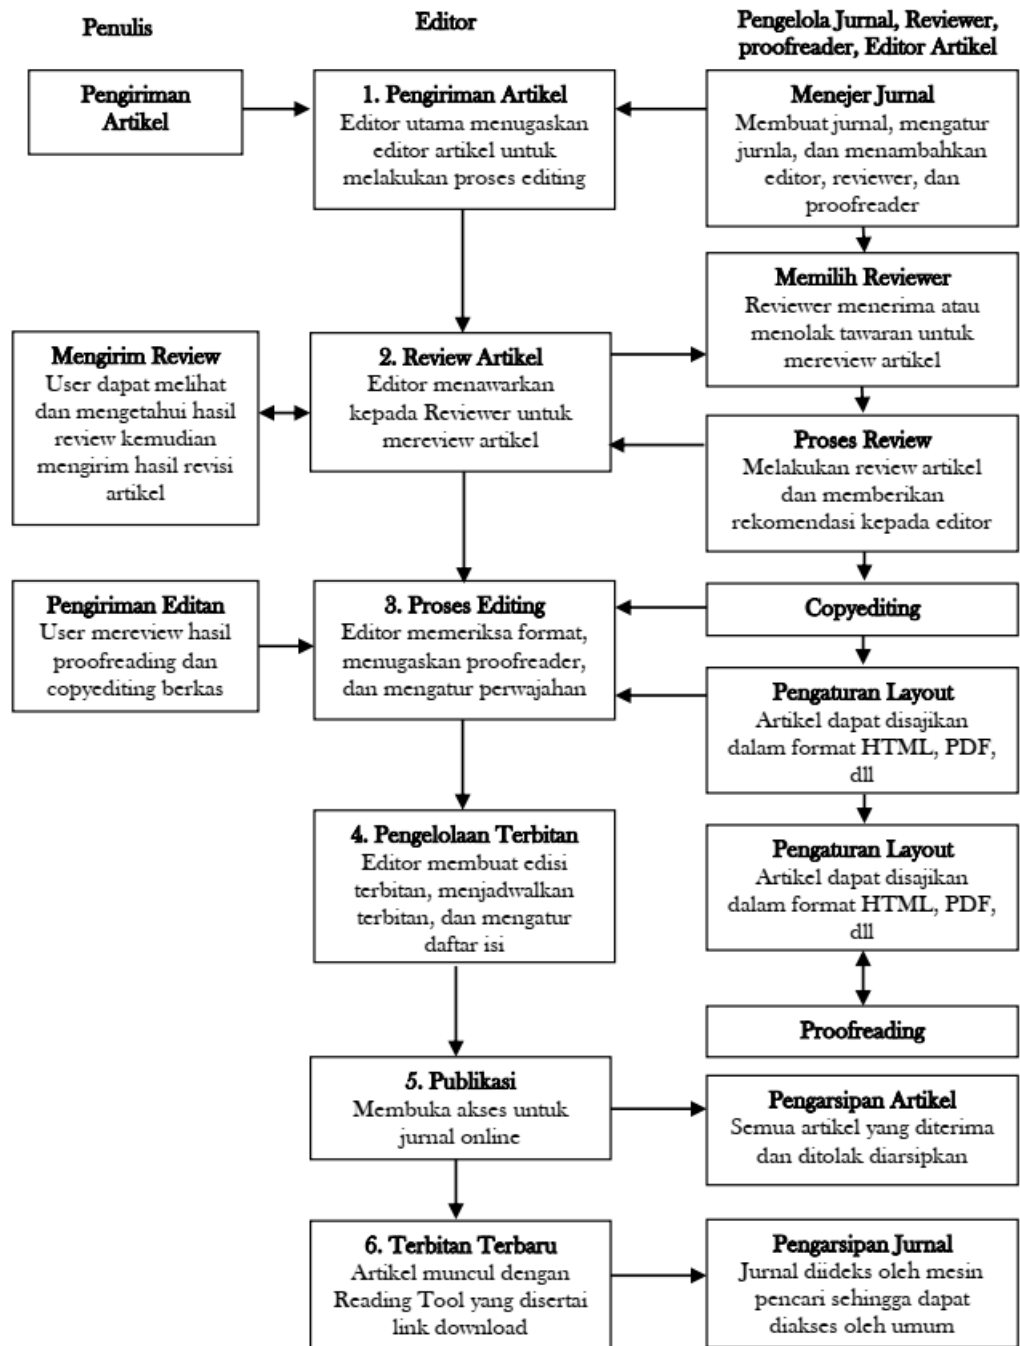 Penulis
Editor
Pengelola Jurnal, Reviewer,
proofreader, Editor Artikel
Pengiriman
Artikel
1. Pengiriman Artikel
Editor utama menugaskan
editor artikel untuk
melakukan proses editing
Menejer Jurnal
Membuat jurnal, mengatur
jurnla, dan menambahkan
editor, reviewer, dan
proofreader
Memilih Reviewer
Reviewer menerima atau
menolak tawaran untuk
mereview artikel
Mengirim Review
User dapat melihat
dan mengetahui hasil
review kemudian
mengirim hasil revisi
artikel
2. Review Artikel
Editor menawarkan
kepada Reviewer untuk
mereview artikel
Proses Review
Melakukan review artikel
dan memberikan
rekomendasi kepada editor
Pengiriman Editan
User mereview hasil
proofreading dan
copyediting berkas
3. Proses Editing
Editor memeriksa format,
menugaskan proofreader,
dan mengatur perwajahan
Copyediting
Pengaturan Layout
Artikel dapat disajikan
dalam format HTML, PDF,
dll
4. Pengelolaan Terbitan
Editor membuat edisi
terbitan, menjadwalkan
terbitan, dan mengatur
daftar isi
Pengaturan Layout
Artikel dapat disajikan
dalam format HTML, PDF,
dll
Proofreading
5. Publikasi
Membuka akses untuk
jurnal online
Pengarsipan Artikel
Semua artikel yang diterima
dan ditolak diarsipkan
6. Terbitan Terbaru
Artikel muncul dengan
Reading Tool yang disertai
link download
Pengarsipan Jurnal
Jurnal diideks oleh mesin
pencari sehingga dapat
diakses oleh umum